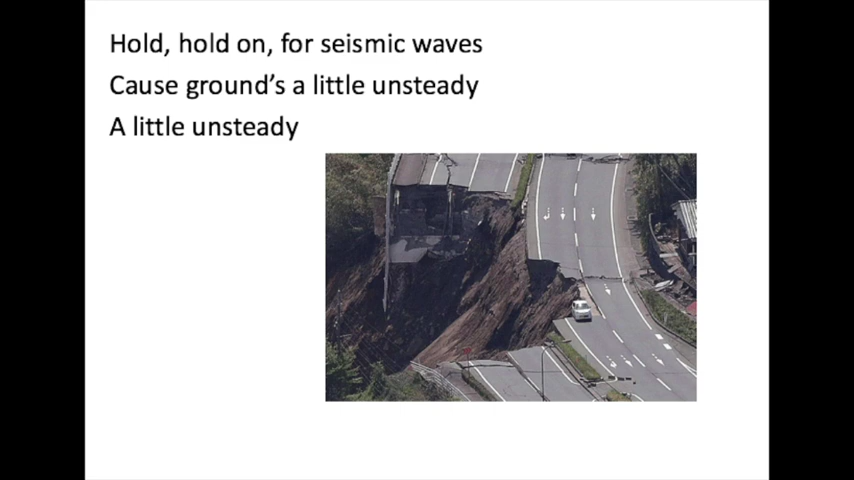 Hold, hold on, for seismic waves
Cause ground’s a little unsteady
A little unsteady